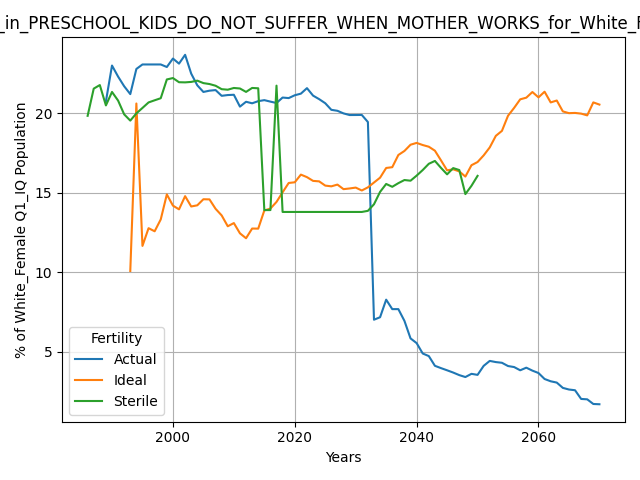 _in_PRESCHOOL_KIDS_DO_NOT_SUFFER_WHEN_MOTHER_WORKS_for_White_F
% of White_Female Q1_IQ Population
20
15
10
5
Fertility
Actual
Ideal
Sterile
2000 2020 2040 2060
Years